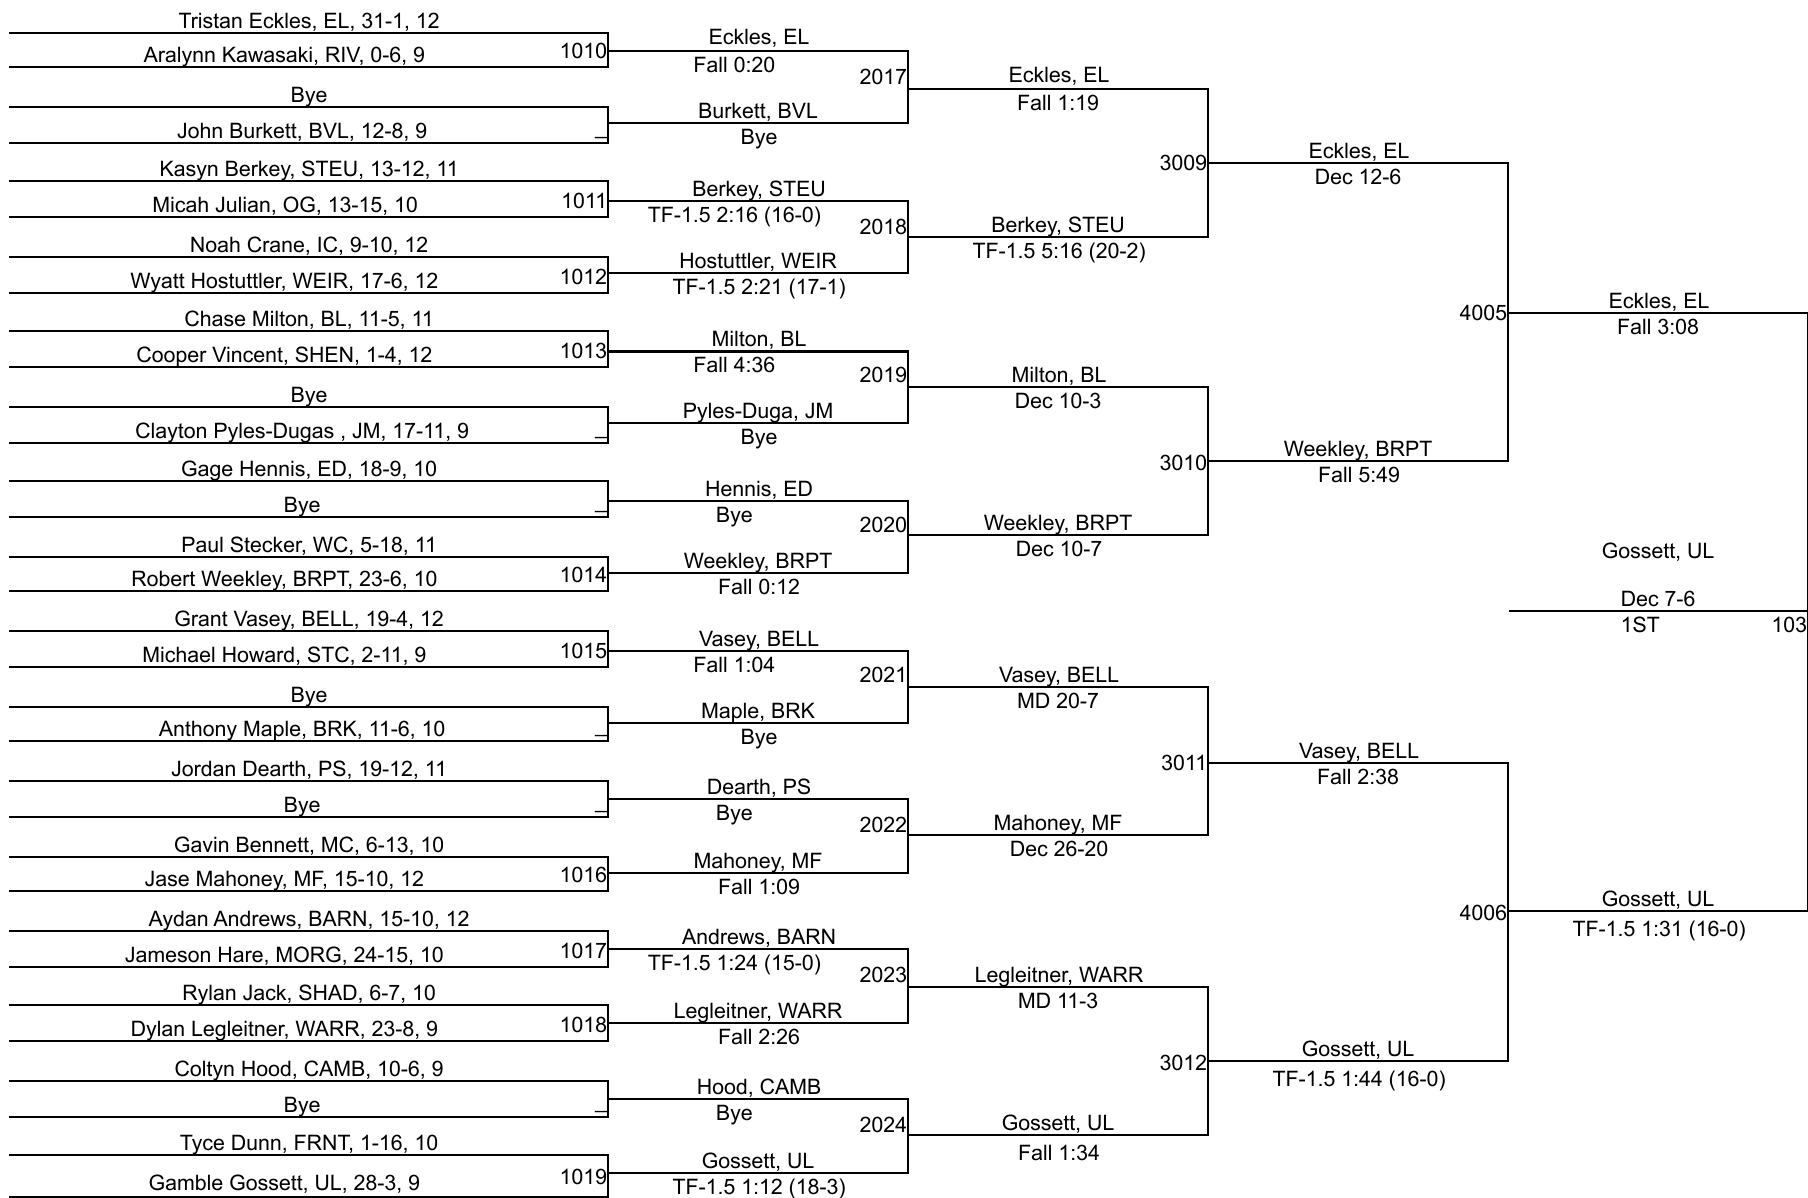 Tristan Eckles, EL, 31-1, 12
Aralynn Kawasaki, RIV, 0-6, 9
1010
Bye
John Burkett, BVL, 12-8, 9
Kasyn Berkey, STEU, 13-12, 11
Micah Julian, OG, 13-15, 10
1011
Noah Crane, IC, 9-10, 12
Wyatt Hostuttler, WEIR, 17-6, 12
1012
Chase Milton, BL, 11-5, 11
Cooper Vincent, SHEN, 1-4, 12
1013
Bye
Clayton Pyles-Dugas , JM, 17-11, 9
Gage Hennis, ED, 18-9, 10
Bye
Paul Stecker, WC, 5-18, 11
Robert Weekley, BRPT, 23-6, 10
1014
Grant Vasey, BELL, 19-4, 12
Michael Howard, STC, 2-11, 9
1015
Bye
Anthony Maple, BRK, 11-6, 10
Jordan Dearth, PS, 19-12, 11
Bye
Gavin Bennett, MC, 6-13, 10
Jase Mahoney, MF, 15-10, 12
1016
Aydan Andrews, BARN, 15-10, 12
Jameson Hare, MORG, 24-15, 10
1017
Rylan Jack, SHAD, 6-7, 10
Dylan Legleitner, WARR, 23-8, 9
1018
Coltyn Hood, CAMB, 10-6, 9
Bye
Tyce Dunn, FRNT, 1-16, 10
Gamble Gossett, UL, 28-3, 9
1019
Eckles, EL
Fall 0:20
2017
Burkett, BVL
Bye
Berkey, STEU
TF-1.5 2:16 (16-0)
2018
Hostuttler, WEIR
TF-1.5 2:21 (17-1)
Milton, BL
Fall 4:36
2019
Pyles-Duga, JM
Bye
Hennis, ED
Bye
2020
Weekley, BRPT
Fall 0:12
Vasey, BELL
Fall 1:04
2021
Maple, BRK
Bye
Dearth, PS
Bye
2022
Mahoney, MF
Fall 1:09
Andrews, BARN
TF-1.5 1:24 (15-0)
2023
Legleitner, WARR
Fall 2:26
Hood, CAMB
Bye
2024
Gossett, UL
TF-1.5 1:12 (18-3)
Eckles, EL
Fall 1:19
3009
Berkey, STEU
TF-1.5 5:16 (20-2)
Milton, BL
Dec 10-3
3010
Weekley, BRPT
Dec 10-7
Vasey, BELL
MD 20-7
3011
Mahoney, MF
Dec 26-20
Legleitner, WARR
MD 11-3
3012
Gossett, UL
Fall 1:34
Eckles, EL
Dec 12-6
4005
Weekley, BRPT
Fall 5:49
Vasey, BELL
Fall 2:38
4006
Gossett, UL
TF-1.5 1:44 (16-0)
Eckles, EL
Fall 3:08
Gossett, UL
Dec 7-6
1ST
103
Gossett, UL
TF-1.5 1:31 (16-0)